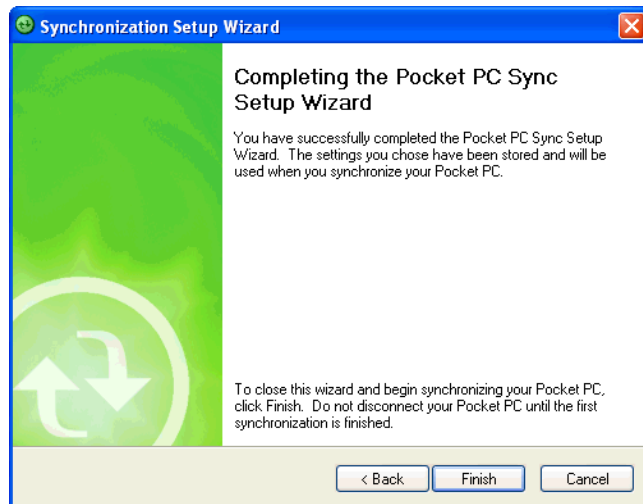 Synchronization Setup Wizard
Completing the Pocket PC Sync
Setup Wizard
You have successfully completed the Pocket PC Sync Setup
Wizard. The settings you chose have been stored and will be
used when you synchronize your Pocket PC.
To close this wizard and begin synchronizing your Pocket PC,
click Finish. Do not disconnect your Pocket PC until the first
synchronization is finished.
< Back Finish Cancel